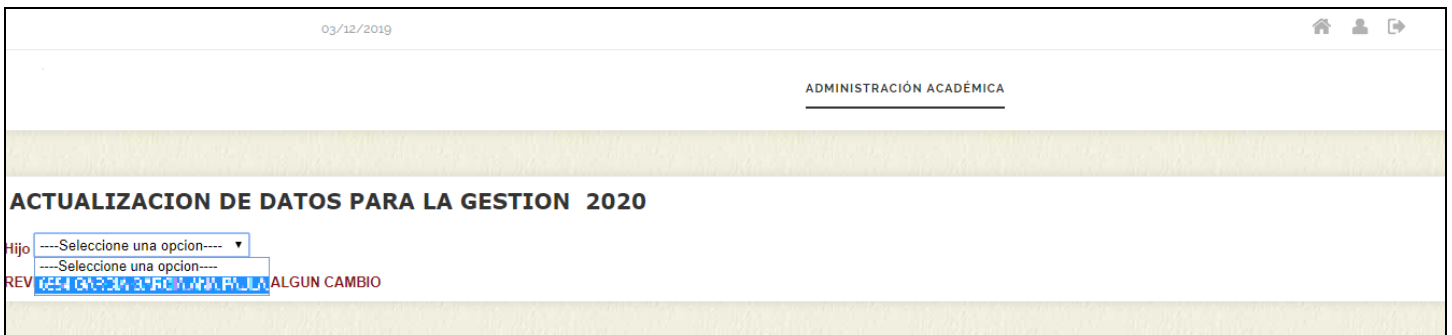 03/12/2019
ADMINISTRACIÓN ACADÉMICA
ACTUALIZACION DE DATOS PARA LA GESTION 2020
Hijo ----Seleccione una opcion----
----Seleccione una opcion----
REV ALGUN CAMBIO